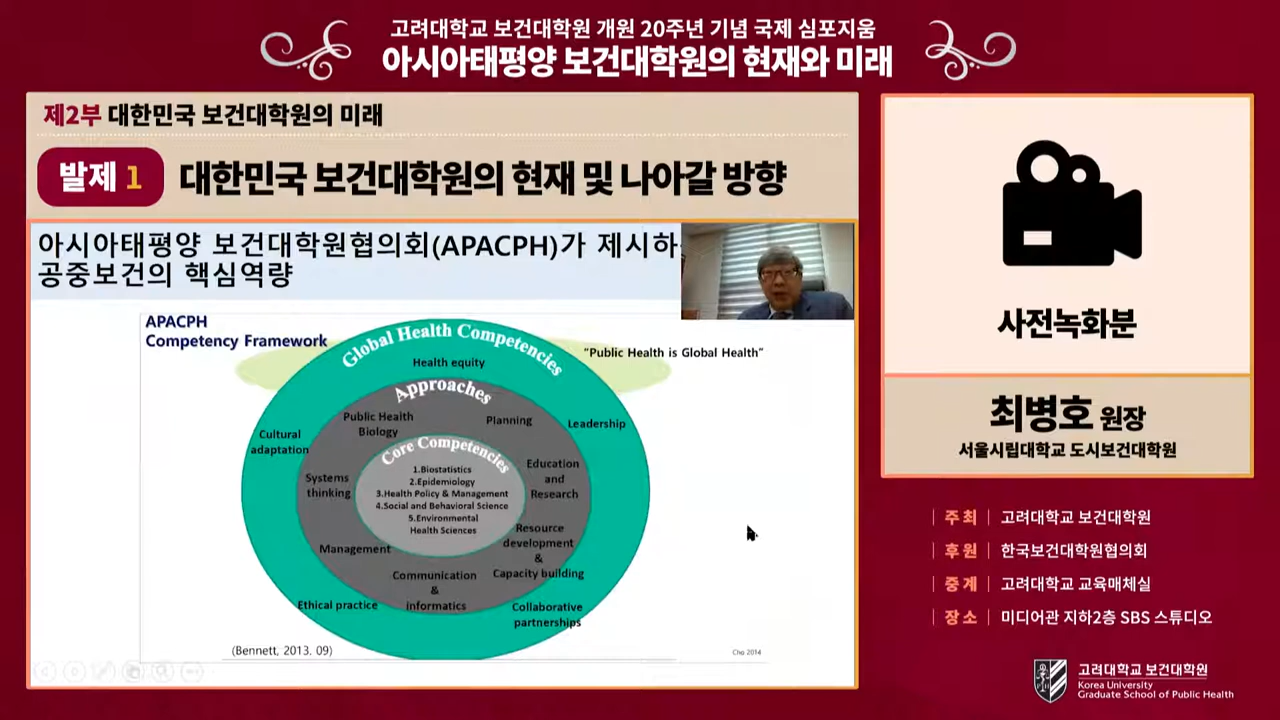 고려대학교 보건대학원 개원 20주년 기념 국제 심포지움
아시아태평양 보건대학원의 현재와 미래
제2부 대한민국 보건대학원의 미래
발제 1 대한민국 보건대학원의 현재 및 나아갈 방향
아시아태평양 보건대학원협의회(APACPH)가 제시하
공중보건의 핵심역량
APACPH
Competency Framework
"Public Health is Global Health"
Global Health Competencies
Health equity
Cultural
adaptation
Leadership
Ethical practice
Collaborative
partnerships
Approaches
Public Health
Biology
Planning
Systems
thinking
Education
and
Research
Management
Resource
development
&
Capacity building
Communication
&
informatics
Core Competencies
1.Biostatistics
2.Epidemiology
3.Health Policy & Management
4.Social and Behavioral Science
5.Environmental
Health Sciences
(Bennett, 2013. 09)
Cho 2014
사전녹화분
최병호 원장
서울시립대학교 도시보건대학원
주최 고려대학교 보건대학원
후원 한국보건대학원협의회
중계 고려대학교 교육매체실
장소 미디어관 지하2층 SBS 스튜디오
고려대학교 보건대학원
Korea University
Graduate School of Public Health